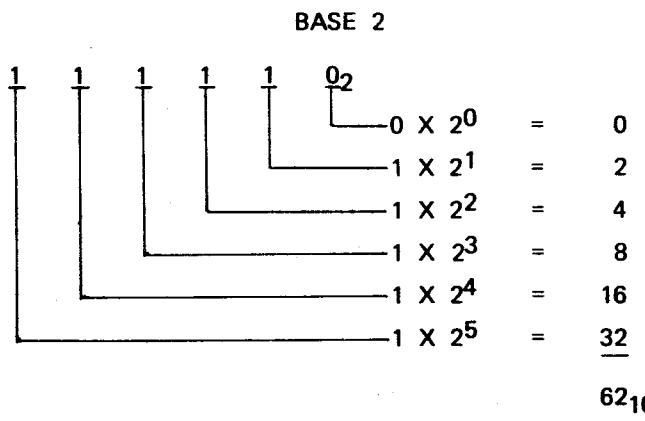 BASE 2
1 1 1 1 1 0₂
0 X 2⁰ = 0
1 X 2¹ = 2
1 X 2² = 4
1 X 2³ = 8
1 X 2⁴ = 16
1 X 2⁵ = 32
62₁₀